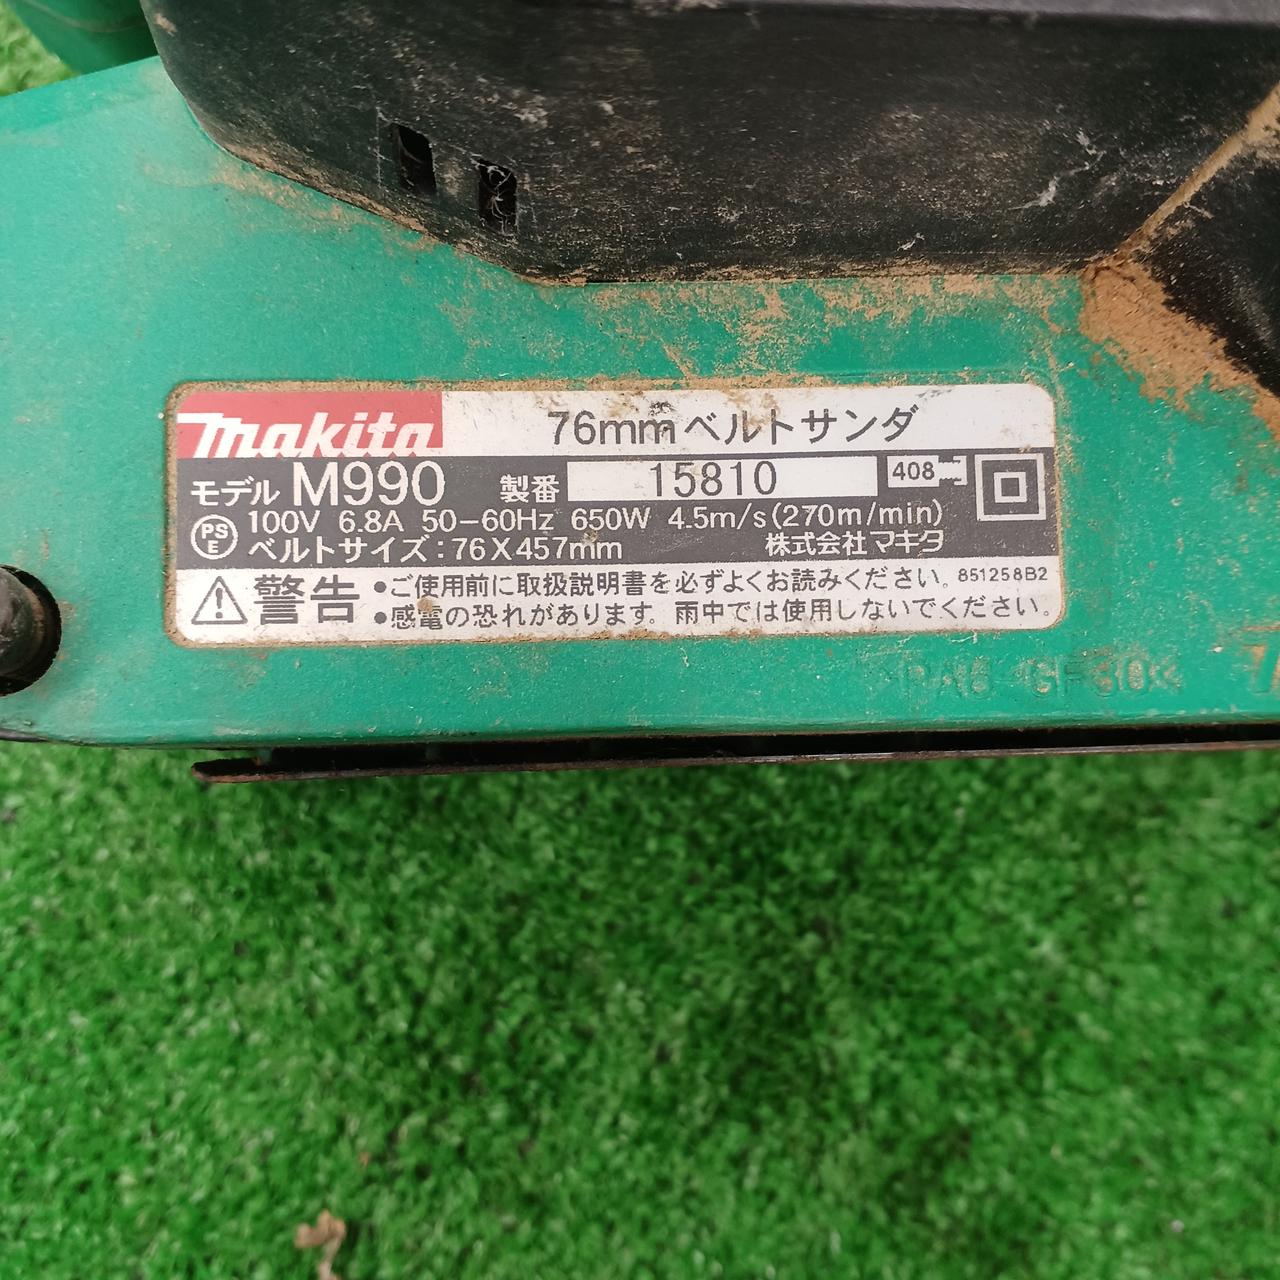 makita 76mmベルトサンダ
モデル M990 製番 15810 408
PSE 100V 6.8A 50-60Hz 650W 4.5m/s(270m/min)
ベルトサイズ:76X457mm 株式会社マキタ
警告 •ご使用前に取扱説明書を必ずよくお読みください。 851258B2
•感電の恐れがあります。雨中では使用しないでください。
>PA6-GF30<